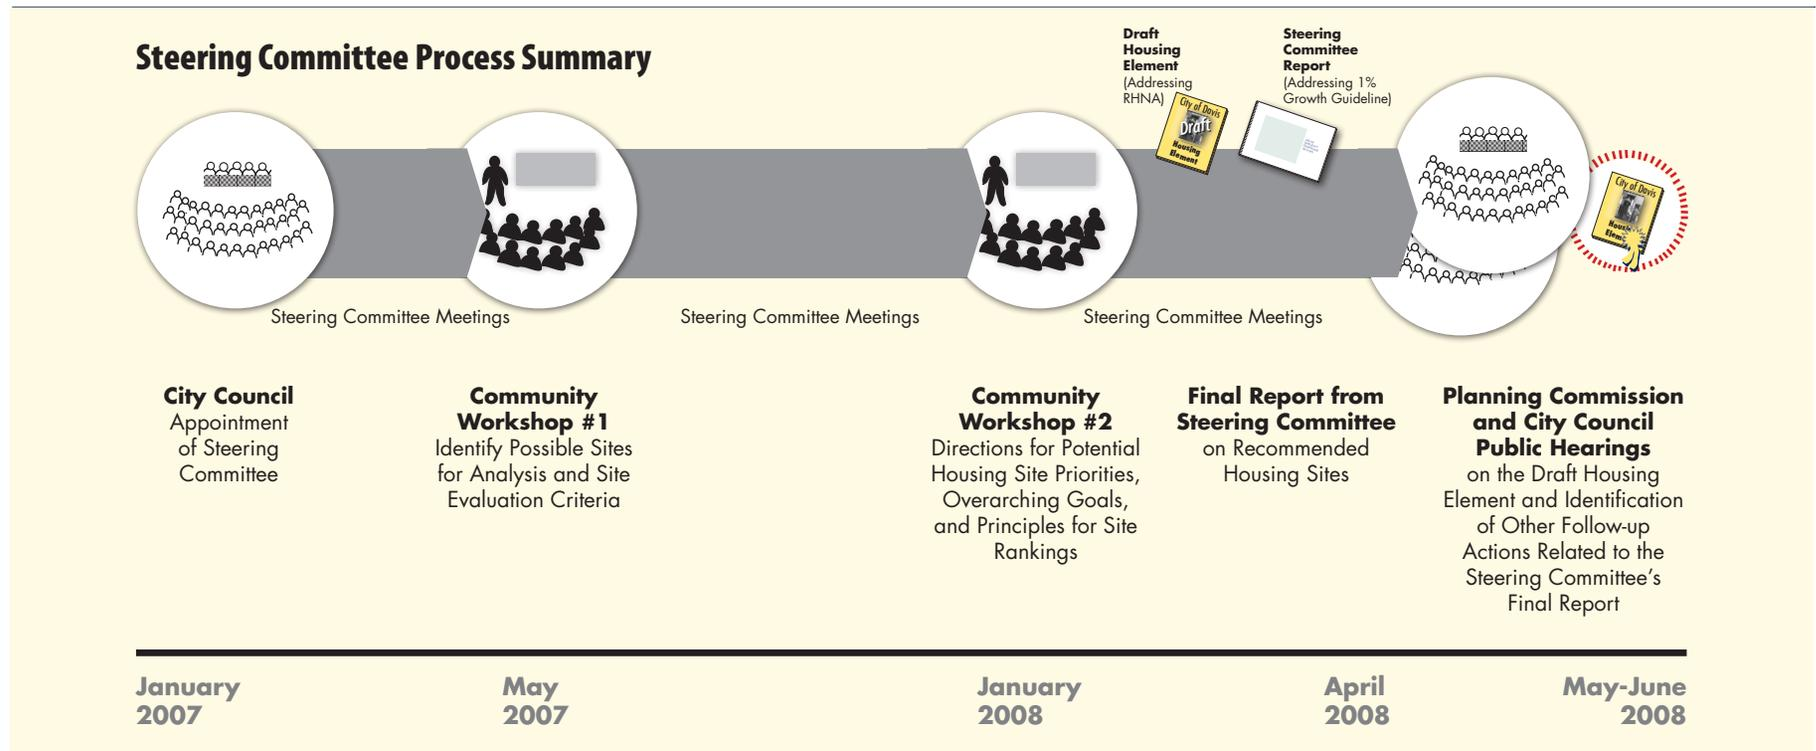 Steering Committee Process Summary
Draft
Housing
Element
(Addressing
RHNA)
Steering
Committee
Report
(Addressing 1%
Growth Guideline)
City of Davis
Draft
Housing
Element
City of Davis
Steering Committee Meetings
Steering Committee Meetings
Steering Committee Meetings
City Council
Appointment
of Steering
Committee
Community
Workshop #1
Identify Possible Sites
for Analysis and Site
Evaluation Criteria
Community
Workshop #2
Directions for Potential
Housing Site Priorities,
Overarching Goals,
and Principles for Site
Rankings
Final Report from
Steering Committee
on Recommended
Housing Sites
Planning Commission
and City Council
Public Hearings
on the Draft Housing
Element and Identification
of Other Follow-up
Actions Related to the
Steering Committee's
Final Report
January
2007
May
2007
January
2008
April
2008
May-June
2008